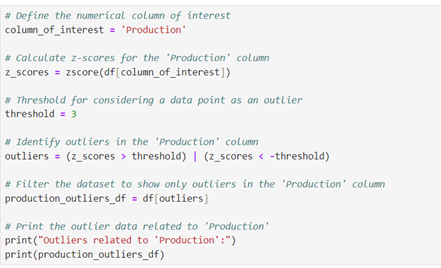 # Define the numerical column of interest
column_of_interest = 'Production'
# Calculate z-scores for the 'Production' column
z_scores = zscore(df[column_of_interest])
# Threshold for considering a data point as an outlier
threshold = 3
# Identify outliers in the 'Production' column
outliers = (z_scores > threshold) | (z_scores < -threshold)
# Filter the dataset to show only outliers in the 'Production' column
production_outliers_df = df[outliers]
# Print the outlier data related to 'Production'
print("Outliers related to 'Production':")
print(production_outliers_df)